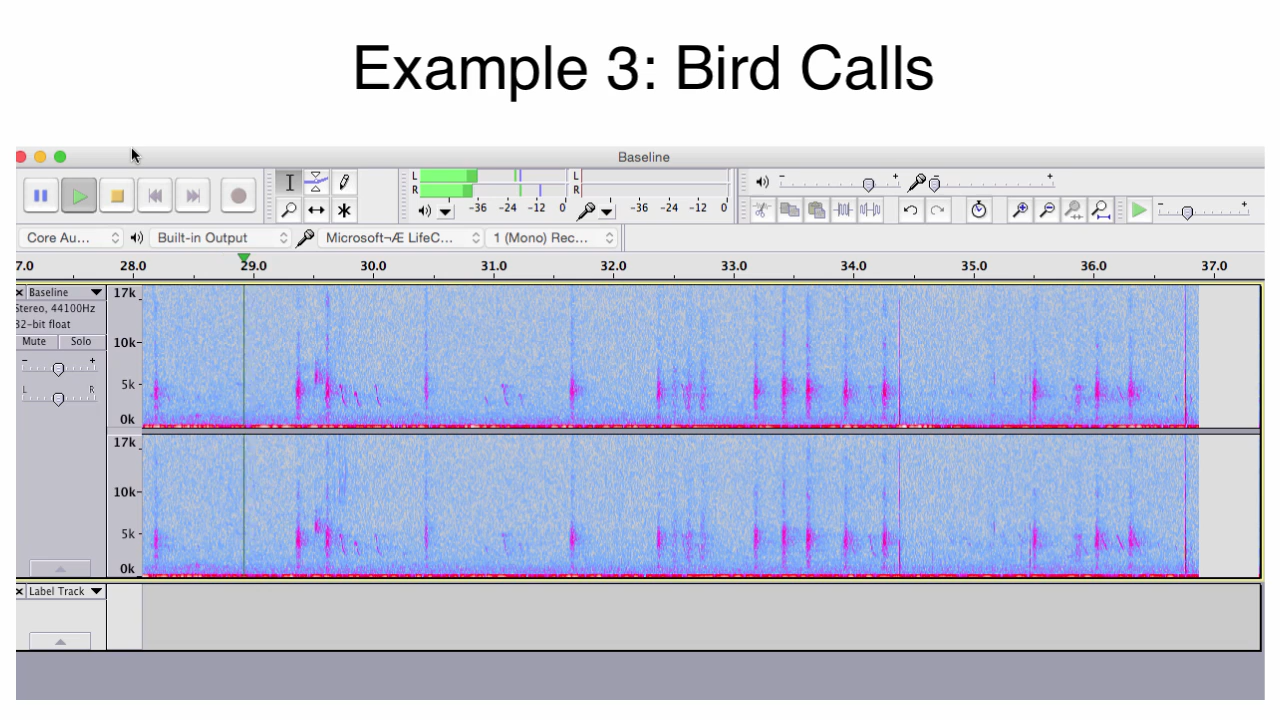 Example 3: Bird Calls
Baseline
L
R
-36 -24 -12 0
L
R
-36 -24 -12 0
- +
- +
- +
Core Au... Built-in Output Microsoft¬Æ LifeC... 1 (Mono) Rec...
7.0 28.0 29.0 30.0 31.0 32.0 33.0 34.0 35.0 36.0 37.0
× Baseline
Stereo, 44100Hz
32-bit float
Mute Solo
- +
L R
17k
10k-
5k-
0k
17k
10k-
5k-
0k
× Label Track